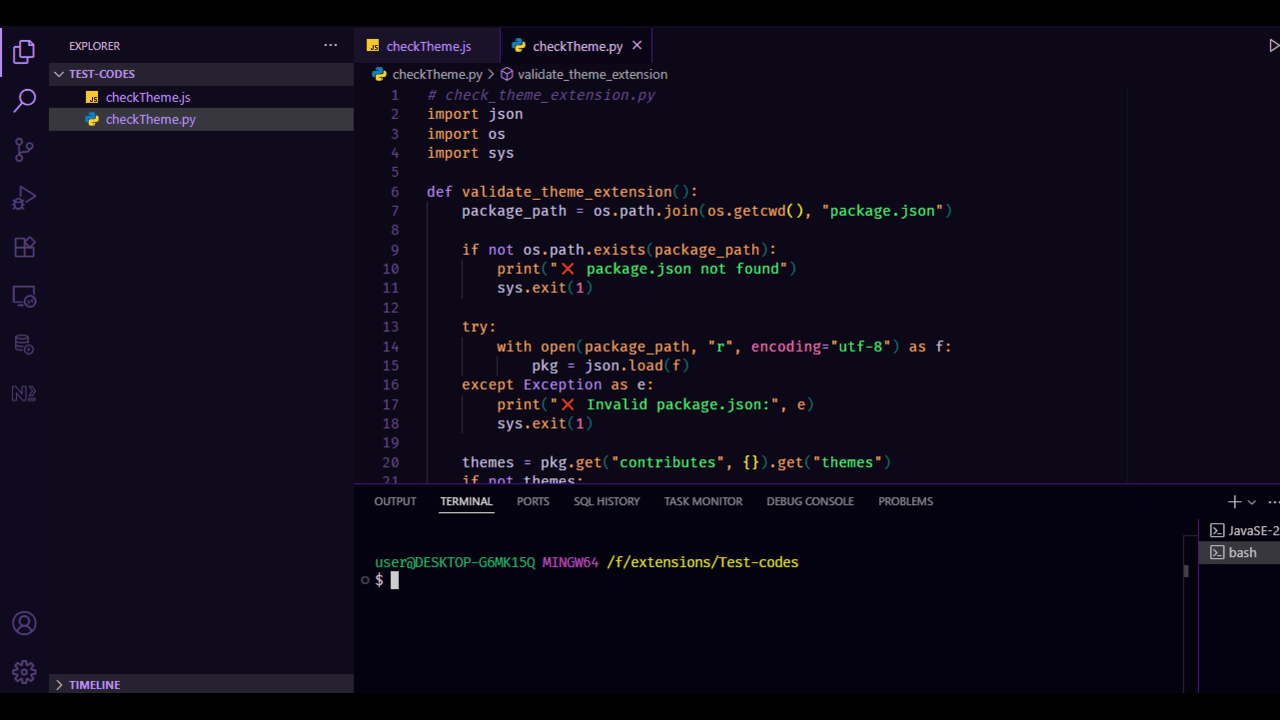 EXPLORER
TEST-CODES
JS checkTheme.js
checkTheme.py
TIMELINE
JS checkTheme.js
checkTheme.py
checkTheme.py > validate_theme_extension
1 # check_theme_extension.py
2 import json
3 import os
4 import sys
5
6 def validate_theme_extension():
7 package_path = os.path.join(os.getcwd(), "package.json")
8
9 if not os.path.exists(package_path):
10 print("❌ package.json not found")
11 sys.exit(1)
12
13 try:
14 with open(package_path, "r", encoding="utf-8") as f:
15 pkg = json.load(f)
16 except Exception as e:
17 print("❌ Invalid package.json:", e)
18 sys.exit(1)
19
20 themes = pkg.get("contributes", {}).get("themes")
21 if not themes:
OUTPUT TERMINAL PORTS SQL HISTORY TASK MONITOR DEBUG CONSOLE PROBLEMS
user@DESKTOP-G6MK15Q MINGW64 /f/extensions/Test-codes
$
JavaSE-2
bash